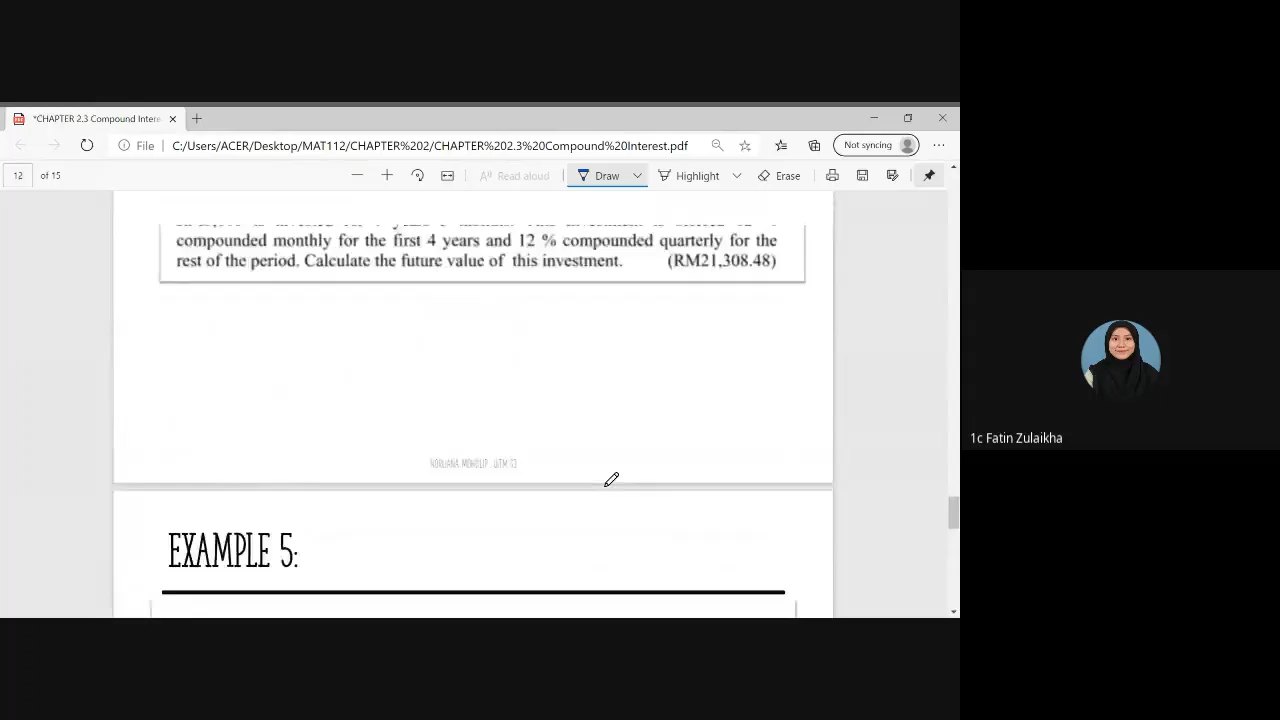 *CHAPTER 2.3 Compound Intere
File
C:/Users/ACER/Desktop/MAT112/CHAPTER%202/CHAPTER%202.3%20Compound%20Interest.pdf
Not syncing
12 of 15
Read aloud
Draw
Highlight
Erase
compounded monthly for the first 4 years and 12 % compounded quarterly for the
rest of the period. Calculate the future value of this investment. (RM21,308.48)
EXAMPLE 5:
1c Fatin Zulaikha